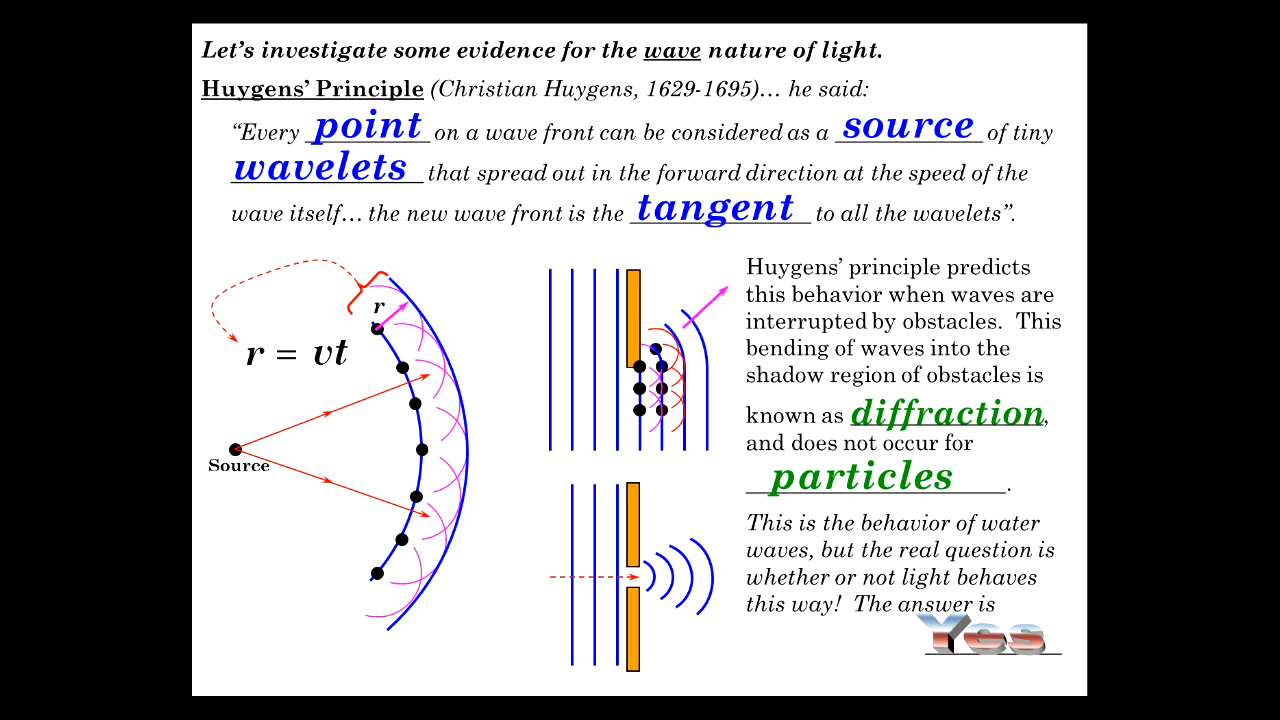 Let's investigate some evidence for the wave nature of light.
Huygens' Principle (Christian Huygens, 1629-1695)… he said:
“Every point on a wave front can be considered as a source of tiny
wavelets that spread out in the forward direction at the speed of the
wave itself… the new wave front is the tangent to all the wavelets”.
r
r = vt
Source
Huygens' principle predicts
this behavior when waves are
interrupted by obstacles. This
bending of waves into the
shadow region of obstacles is
known as diffraction,
and does not occur for
particles.
This is the behavior of water
waves, but the real question is
whether or not light behaves
this way! The answer is
Yes